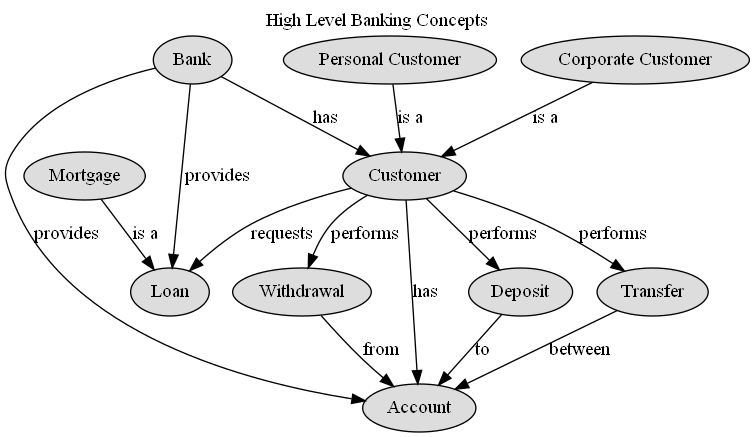 High Level Banking Concepts
Bank
Personal Customer
Corporate Customer
has
is a
is a
Mortgage
provides
Customer
provides
is a
requests
performs
performs
performs
Loan
Withdrawal
has
Deposit
Transfer
from
to
between
Account